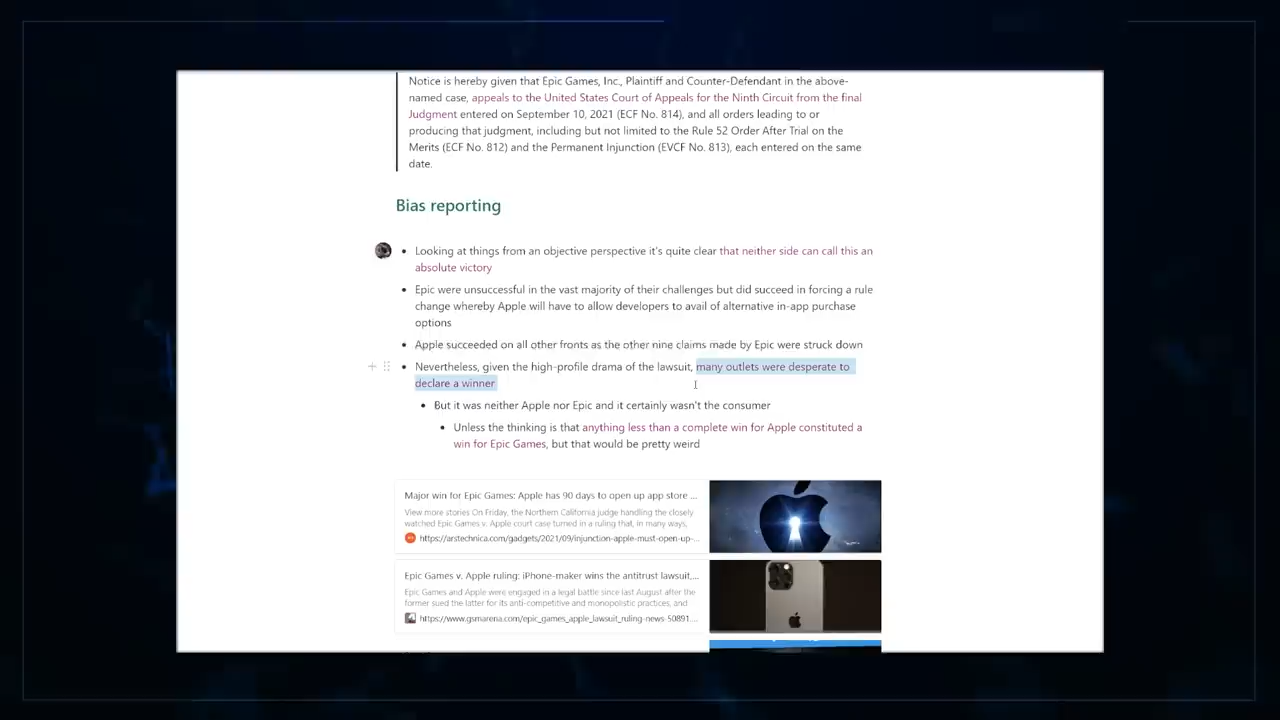 Notice is hereby given that Epic Games, Inc., Plaintiff and Counter-Defendant in the above-
named case, appeals to the United States Court of Appeals for the Ninth Circuit from the final
Judgment entered on September 10, 2021 (ECF No. 814), and all orders leading to or
producing that judgment, including but not limited to the Rule 52 Order After Trial on the
Merits (ECF No. 812) and the Permanent Injunction (EVCF No. 813), each entered on the same
date.
Bias reporting
Looking at things from an objective perspective it's quite clear that neither side can call this an
absolute victory
Epic were unsuccessful in the vast majority of their challenges but did succeed in forcing a rule
change whereby Apple will have to allow developers to avail of alternative in-app purchase
options
Apple succeeded on all other fronts as the other nine claims made by Epic were struck down
Nevertheless, given the high-profile drama of the lawsuit, many outlets were desperate to
declare a winner
But it was neither Apple nor Epic and it certainly wasn't the consumer
Unless the thinking is that anything less than a complete win for Apple constituted a
win for Epic Games, but that would be pretty weird
Major win for Epic Games: Apple has 90 days to open up app store ...
View more stories On Friday, the Northern California judge handling the closely
watched Epic Games v. Apple court case turned in a ruling that, in many ways,
https://arstechnica.com/gadgets/2021/09/injunction-apple-must-open-up-...
Epic Games v. Apple ruling: iPhone-maker wins the antitrust lawsuit,...
Epic Games and Apple were engaged in a legal battle since last August after the
former sued the latter for its anti-competitive and monopolistic practices, and
https://www.gsmarena.com/epic_games_apple_lawsuit_ruling-news-50891....